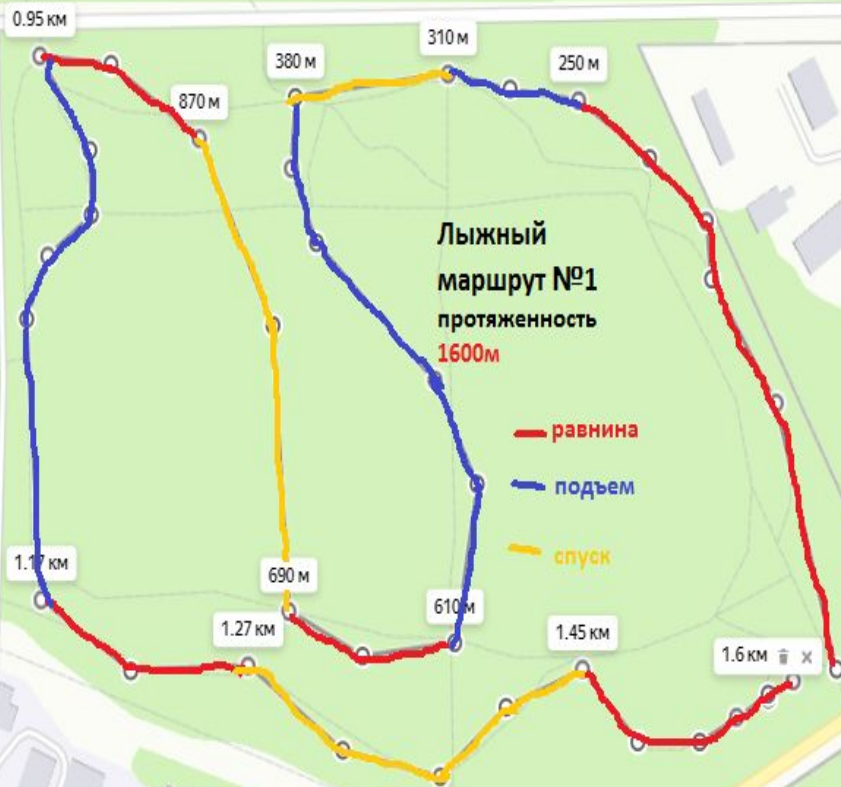 0.95 км
310 м
380 м
250 м
870 м
Лыжный
маршрут №1
протяженность
1600м
равнина
подъем
спуск
1.17 км
690 м
610 м
1.27 км
1.45 км
1.6 км